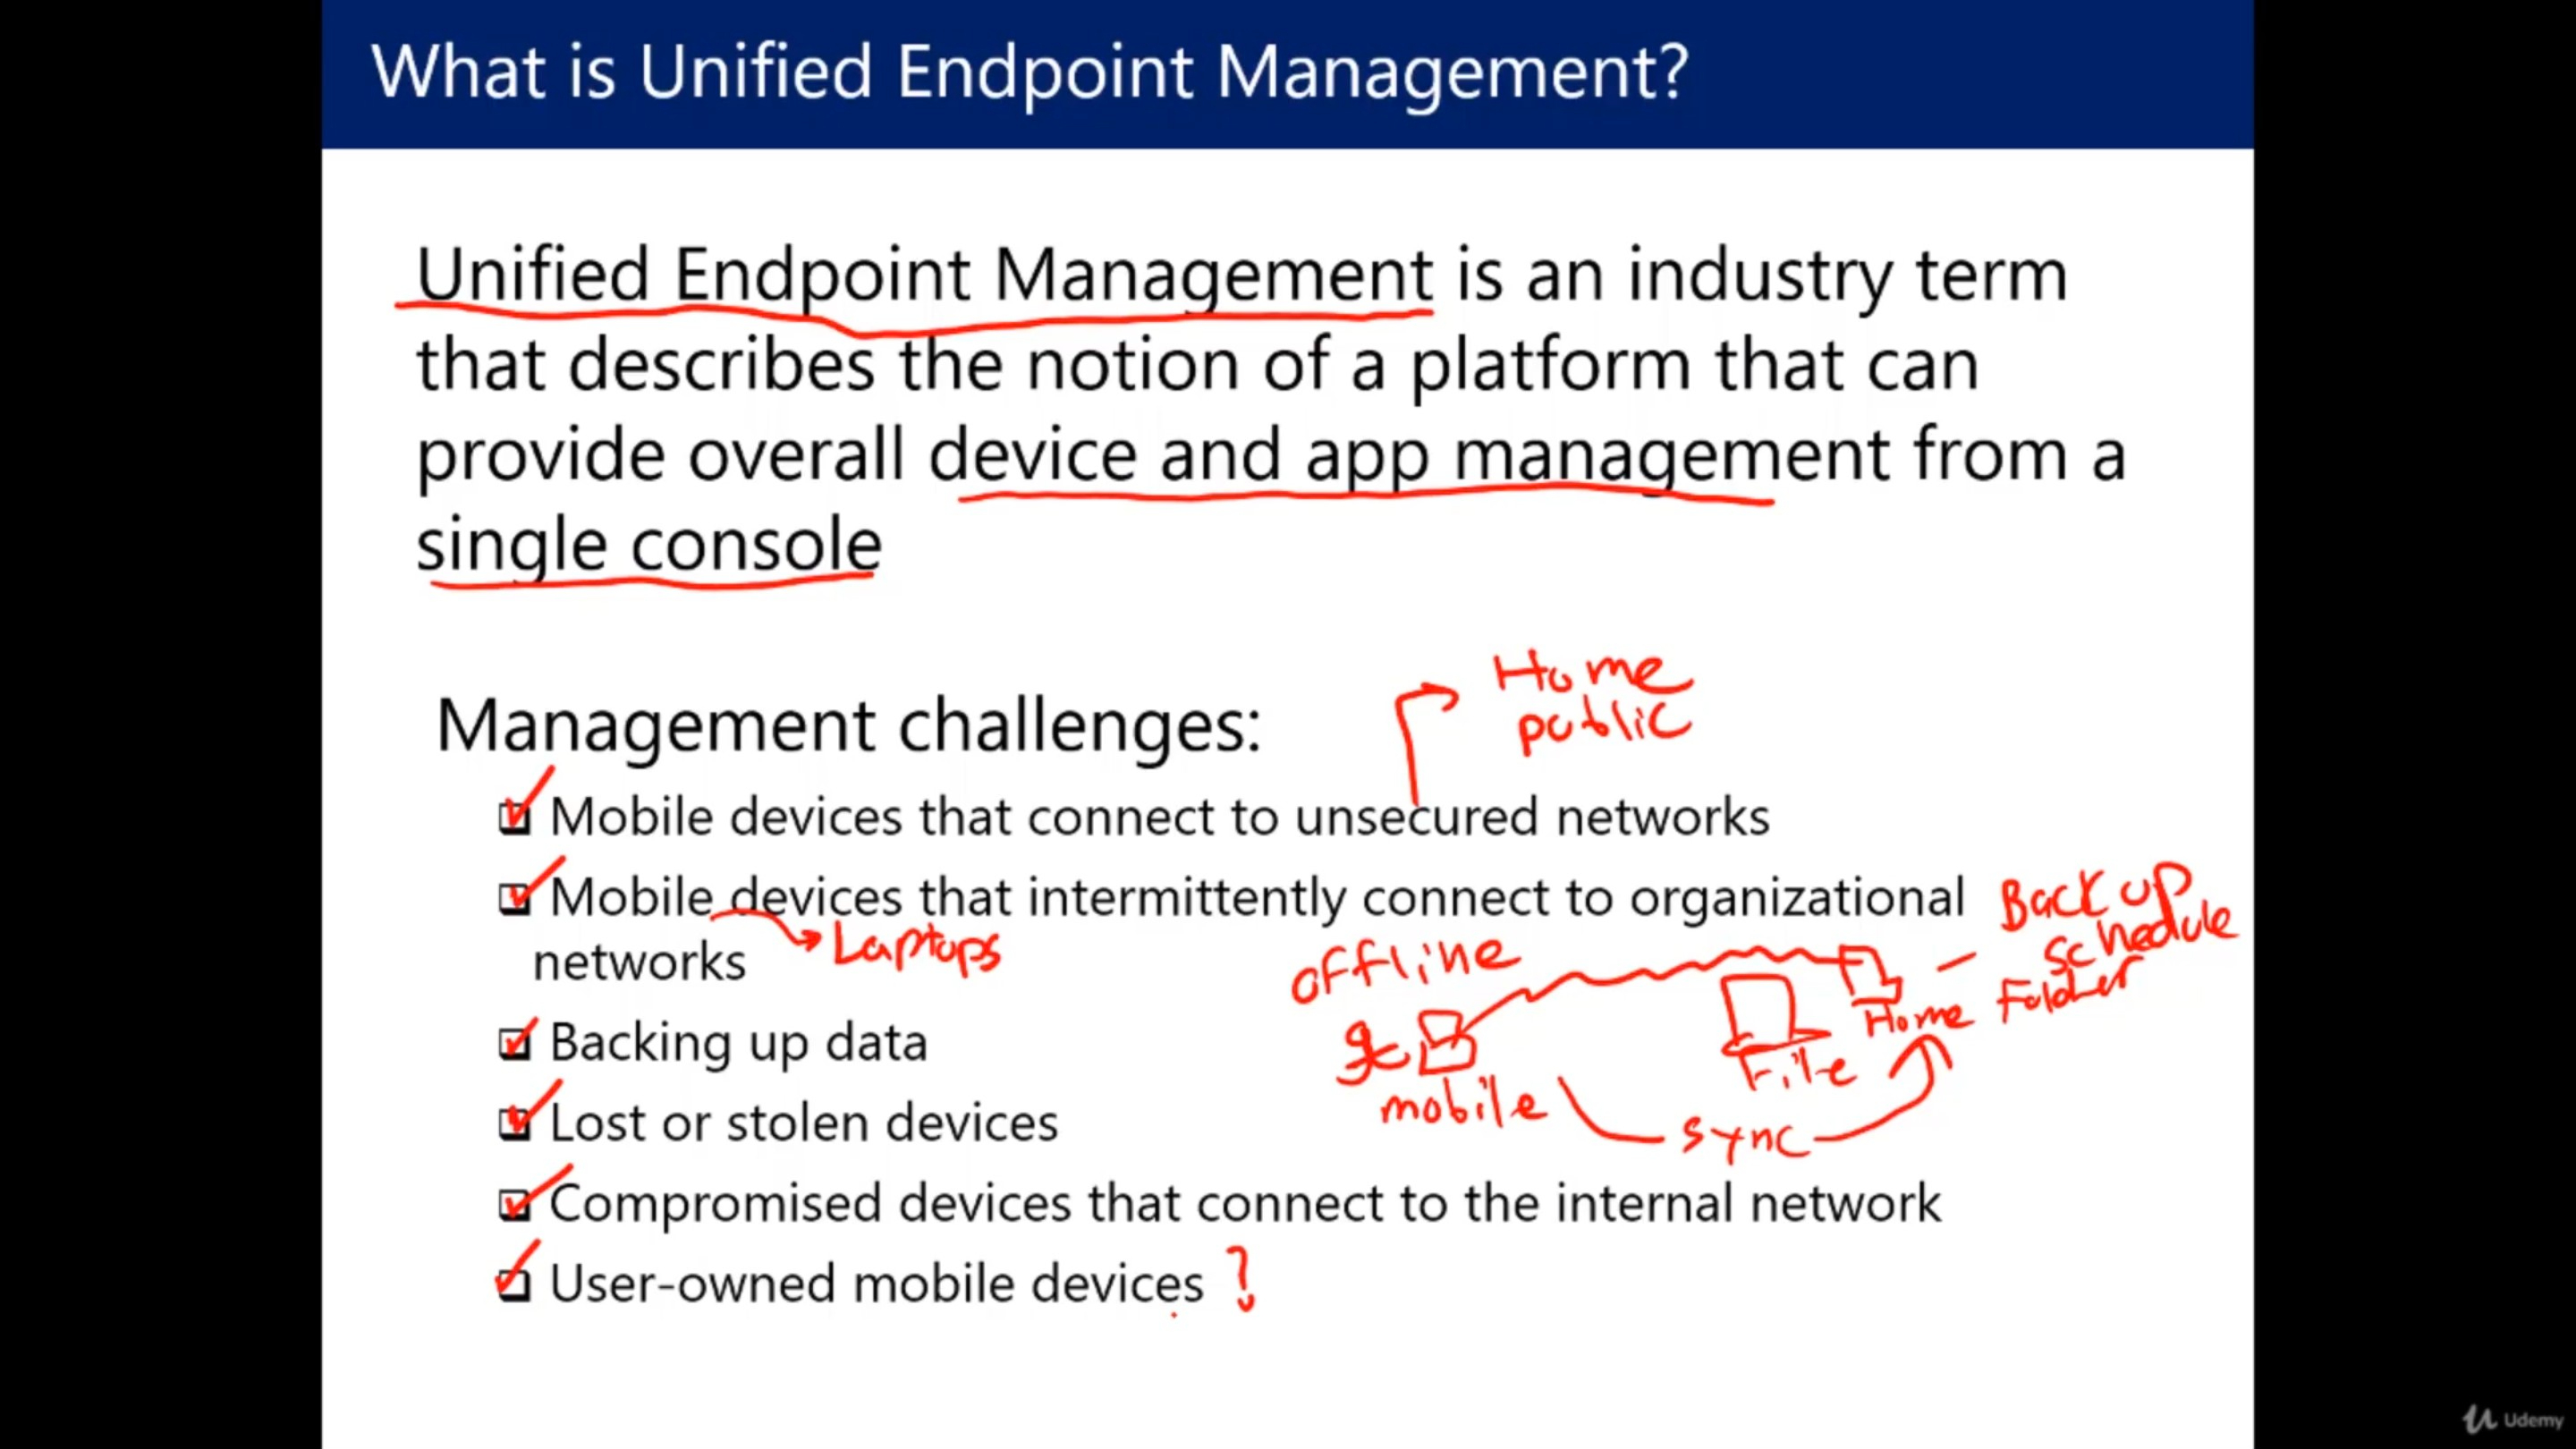 What is Unified Endpoint Management?
Unified Endpoint Management is an industry term
that describes the notion of a platform that can
provide overall device and app management from a
single console
Home
public
Management challenges:
Mobile devices that connect to unsecured networks
Mobile devices that intermittently connect to organizational
networks
Laptops
Backup
Schedule
offline
Home Folder
File
mobile
sync
Backing up data
Lost or stolen devices
Compromised devices that connect to the internal network
User-owned mobile devices ?
Udemy